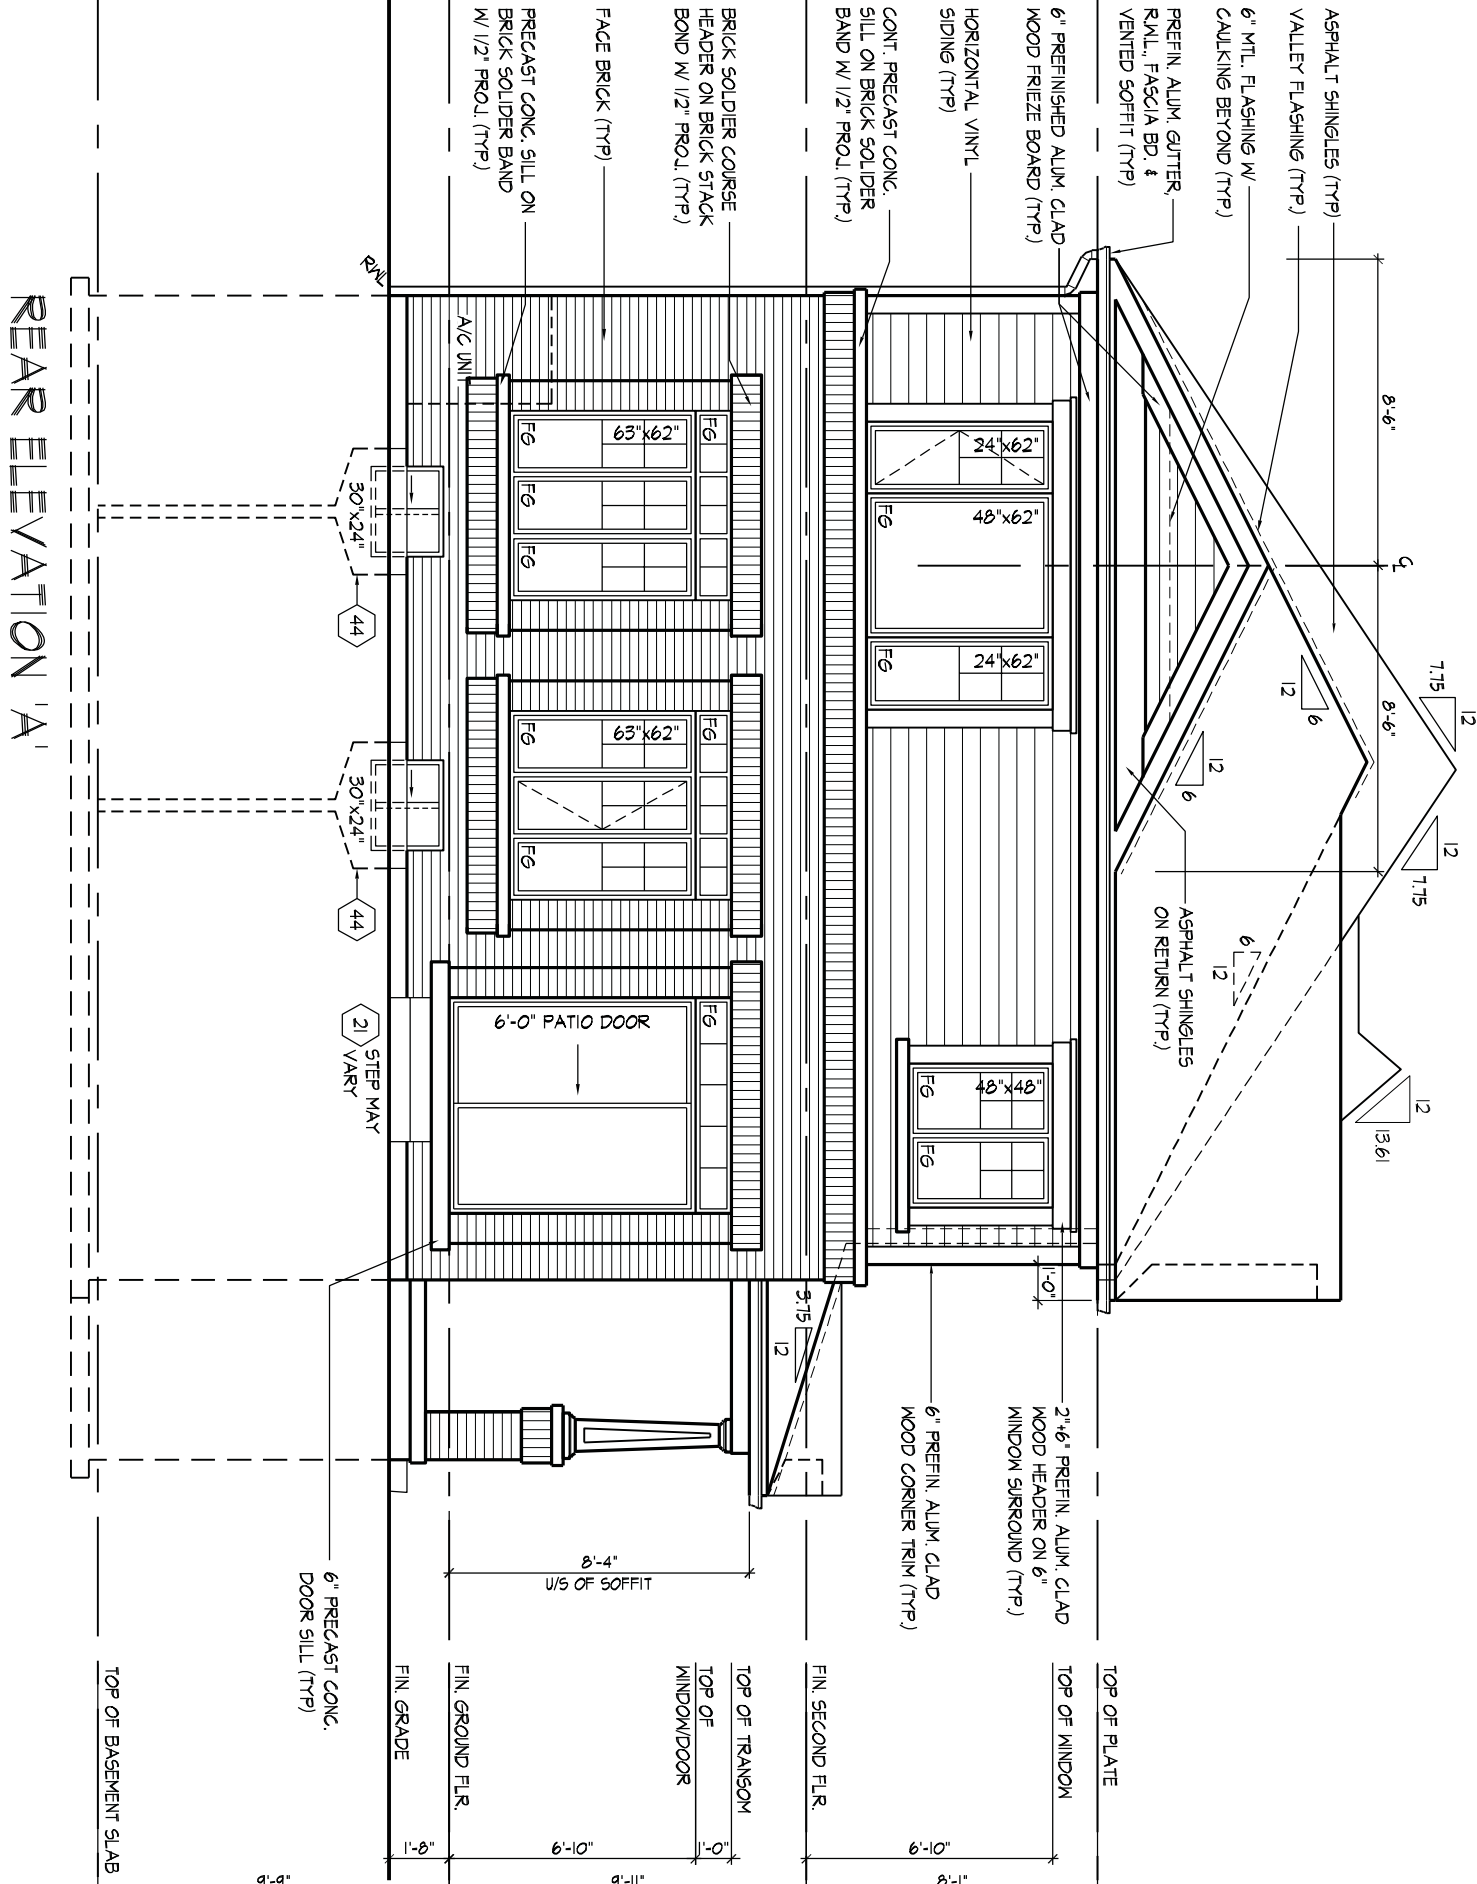 ASPHALT SHINGLES (TYP)
VALLEY FLASHING (TYP.)
6" MTL. FLASHING W/
CAULKING BEYOND (TYP.)
PREFIN. ALUM. GUTTER,
R.W.L., FASCIA BD. &
VENTED SOFFIT (TYP)
6" PREFINISHED ALUM. CLAD
WOOD FRIEZE BOARD (TYP.)
HORIZONTAL VINYL
SIDING (TYP)
CONT. PRECAST CONC.
SILL ON BRICK SOLIDER
BAND W/ 1/2" PROJ. (TYP.)
BRICK SOLDIER COURSE
HEADER ON BRICK STACK
BOND W/ 1/2" PROJ. (TYP.)
FACE BRICK (TYP)
PRECAST CONC. SILL ON
BRICK SOLIDER BAND
W/ 1/2" PROJ. (TYP.)
8'-6"
8'-6"
CL
7.75
12
12
7.75
12
6
12
6
6
12
12
13.61
ASPHALT SHINGLES
ON RETURN (TYP.)
24"x62"
48"x62"
FG
24"x62"
FG
48"x48"
FG
FG
1'-0"
RWL
A/C UNIT
FG
63"x62"
FG
FG
FG
FG
63"x62"
FG
FG
FG
6'-0" PATIO DOOR
30"x24"
44
30"x24"
44
21
STEP MAY
VARY
3.75
12
2"+6" PREFIN. ALUM. CLAD
WOOD HEADER ON 6"
WINDOW SURROUND (TYP.)
6" PREFIN. ALUM. CLAD
WOOD CORNER TRIM (TYP.)
8'-4"
U/S OF SOFFIT
6" PRECAST CONC.
DOOR SILL (TYP)
TOP OF PLATE
TOP OF WINDOW
FIN. SECOND FLR.
TOP OF TRANSOM
TOP OF
WINDOW/DOOR
FIN. GROUND FLR.
FIN. GRADE
TOP OF BASEMENT SLAB
6'-10"
1'-0"
6'-10"
1'-8"
8'-1"
9'-11"
9'-9"
REAR ELEVATION 'A'